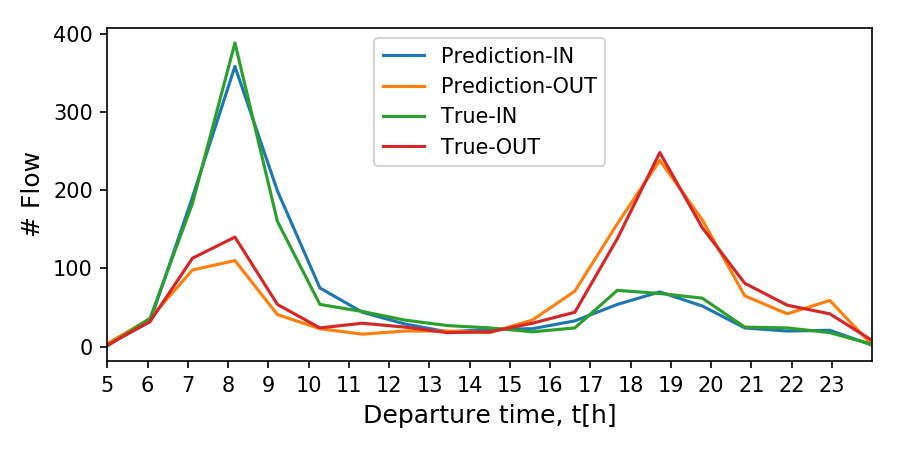 400
300
200
100
0
# Flow
Prediction-IN
Prediction-OUT
True-IN
True-OUT
5 6 7 8 9 10 11 12 13 14 15 16 17 18 19 20 21 22 23
Departure time, t[h]